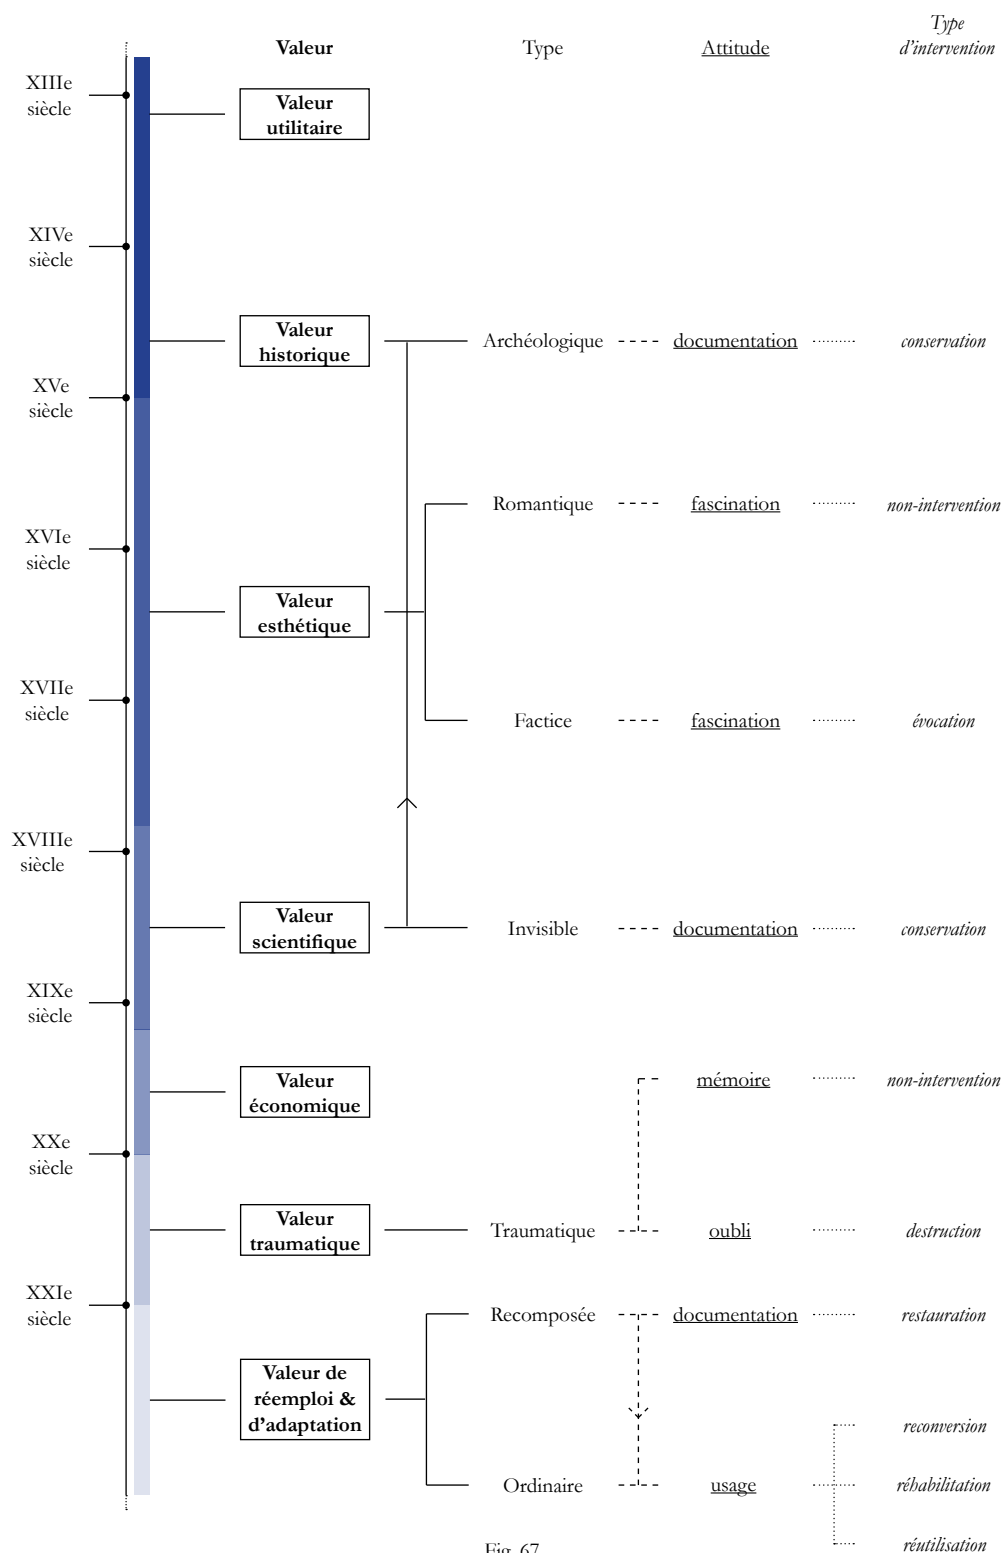 Valeur
Type
Attitude
Type
d'intervention
XIIIe
siècle
Valeur
utilitaire
XIVe
siècle
Valeur
historique
Archéologique
documentation
conservation
XVe
siècle
Romantique
fascination
non-intervention
XVIe
siècle
Valeur
esthétique
XVIIe
siècle
Factice
fascination
évocation
XVIIIe
siècle
Valeur
scientifique
Invisible
documentation
conservation
XIXe
siècle
Valeur
économique
mémoire
non-intervention
XXe
siècle
Valeur
traumatique
Traumatique
oubli
destruction
XXIe
siècle
Recomposée
documentation
restauration
Valeur de
réemploi &
d'adaptation
reconversion
Ordinaire
usage
réhabilitation
réutilisation
Fig. 67